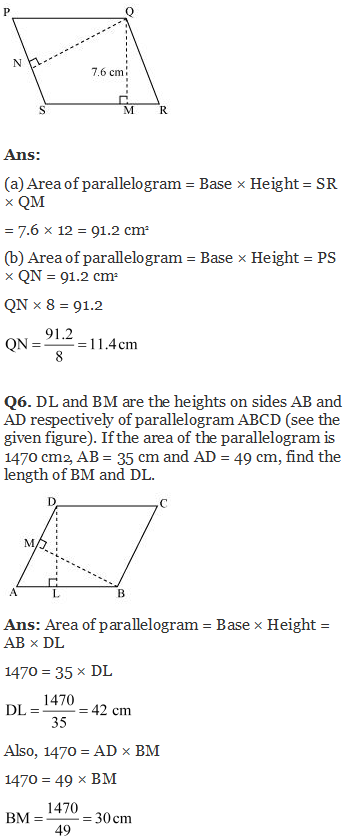 P Q
N
7.6 cm
S M R
Ans:
(a) Area of parallelogram = Base × Height = SR
× QM
= 7.6 × 12 = 91.2 cm²
(b) Area of parallelogram = Base × Height = PS
× QN = 91.2 cm²
QN × 8 = 91.2
QN = 91.2/8 = 11.4 cm
Q6. DL and BM are the heights on sides AB and
AD respectively of parallelogram ABCD (see the
given figure). If the area of the parallelogram is
1470 cm2, AB = 35 cm and AD = 49 cm, find the
length of BM and DL.
D C
M
A L B
Ans: Area of parallelogram = Base × Height =
AB × DL
1470 = 35 × DL
DL = 1470/35 = 42 cm
Also, 1470 = AD × BM
1470 = 49 × BM
BM = 1470/49 = 30 cm